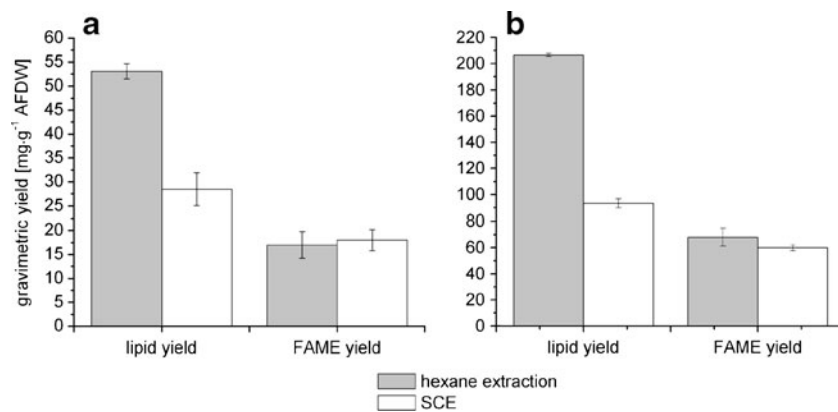 a
b
gravimetric yield [mg·g⁻¹ AFDW]
60
55
50
45
40
35
30
25
20
15
10
5
0
220
200
180
160
140
120
100
80
60
40
20
0
lipid yield
FAME yield
lipid yield
FAME yield
hexane extraction
SCE